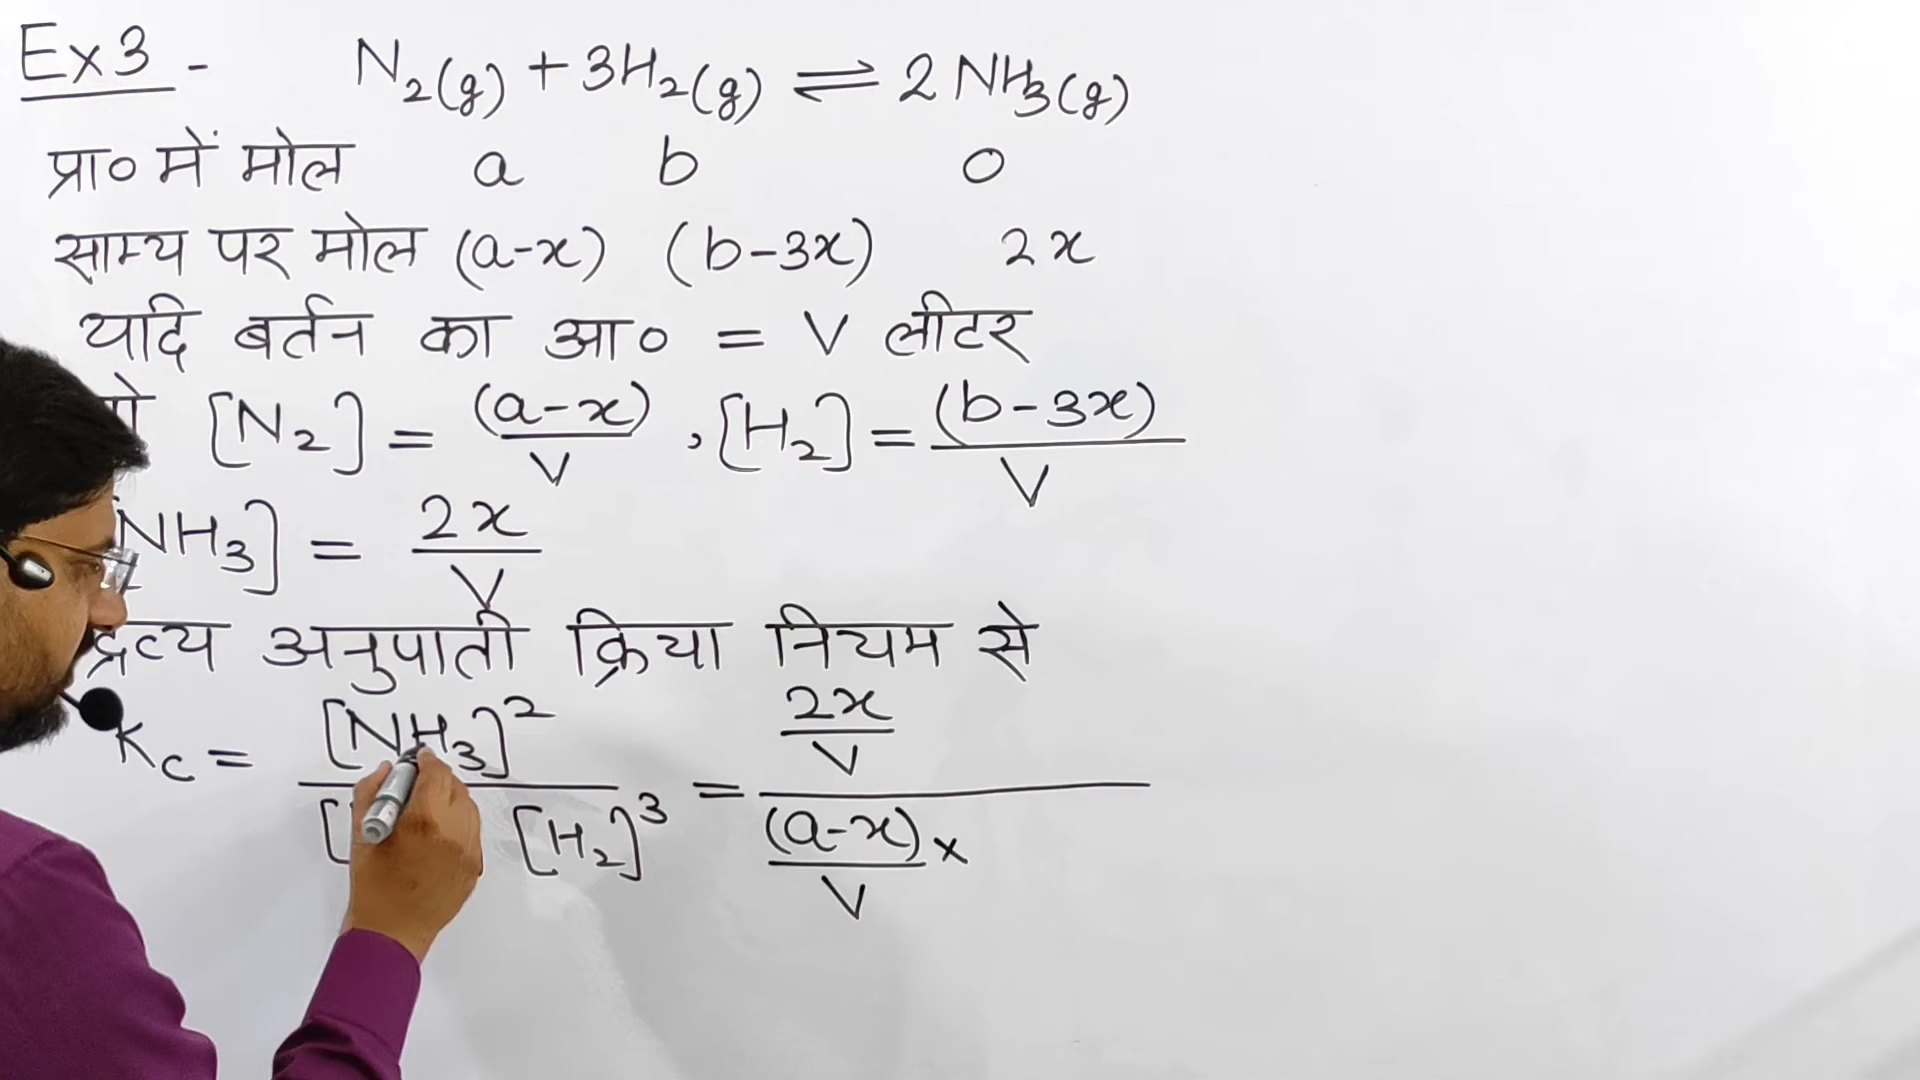 Ex3 - N₂(g) + 3H₂(g) ⇌ 2NH₃(g)
प्रा० में मोल a b 0
साम्य पर मोल (a-x) (b-3x) 2x
यदि बर्तन का आ० = V लीटर
[N₂] = (a-x)/V , [H₂] = (b-3x)/V
NH₃] = 2x/V
द्रव्य अनुपाती क्रिया नियम से
Kc = [NH₃]² / [ [H₂]³ = 2x/V / (a-x)/V ×